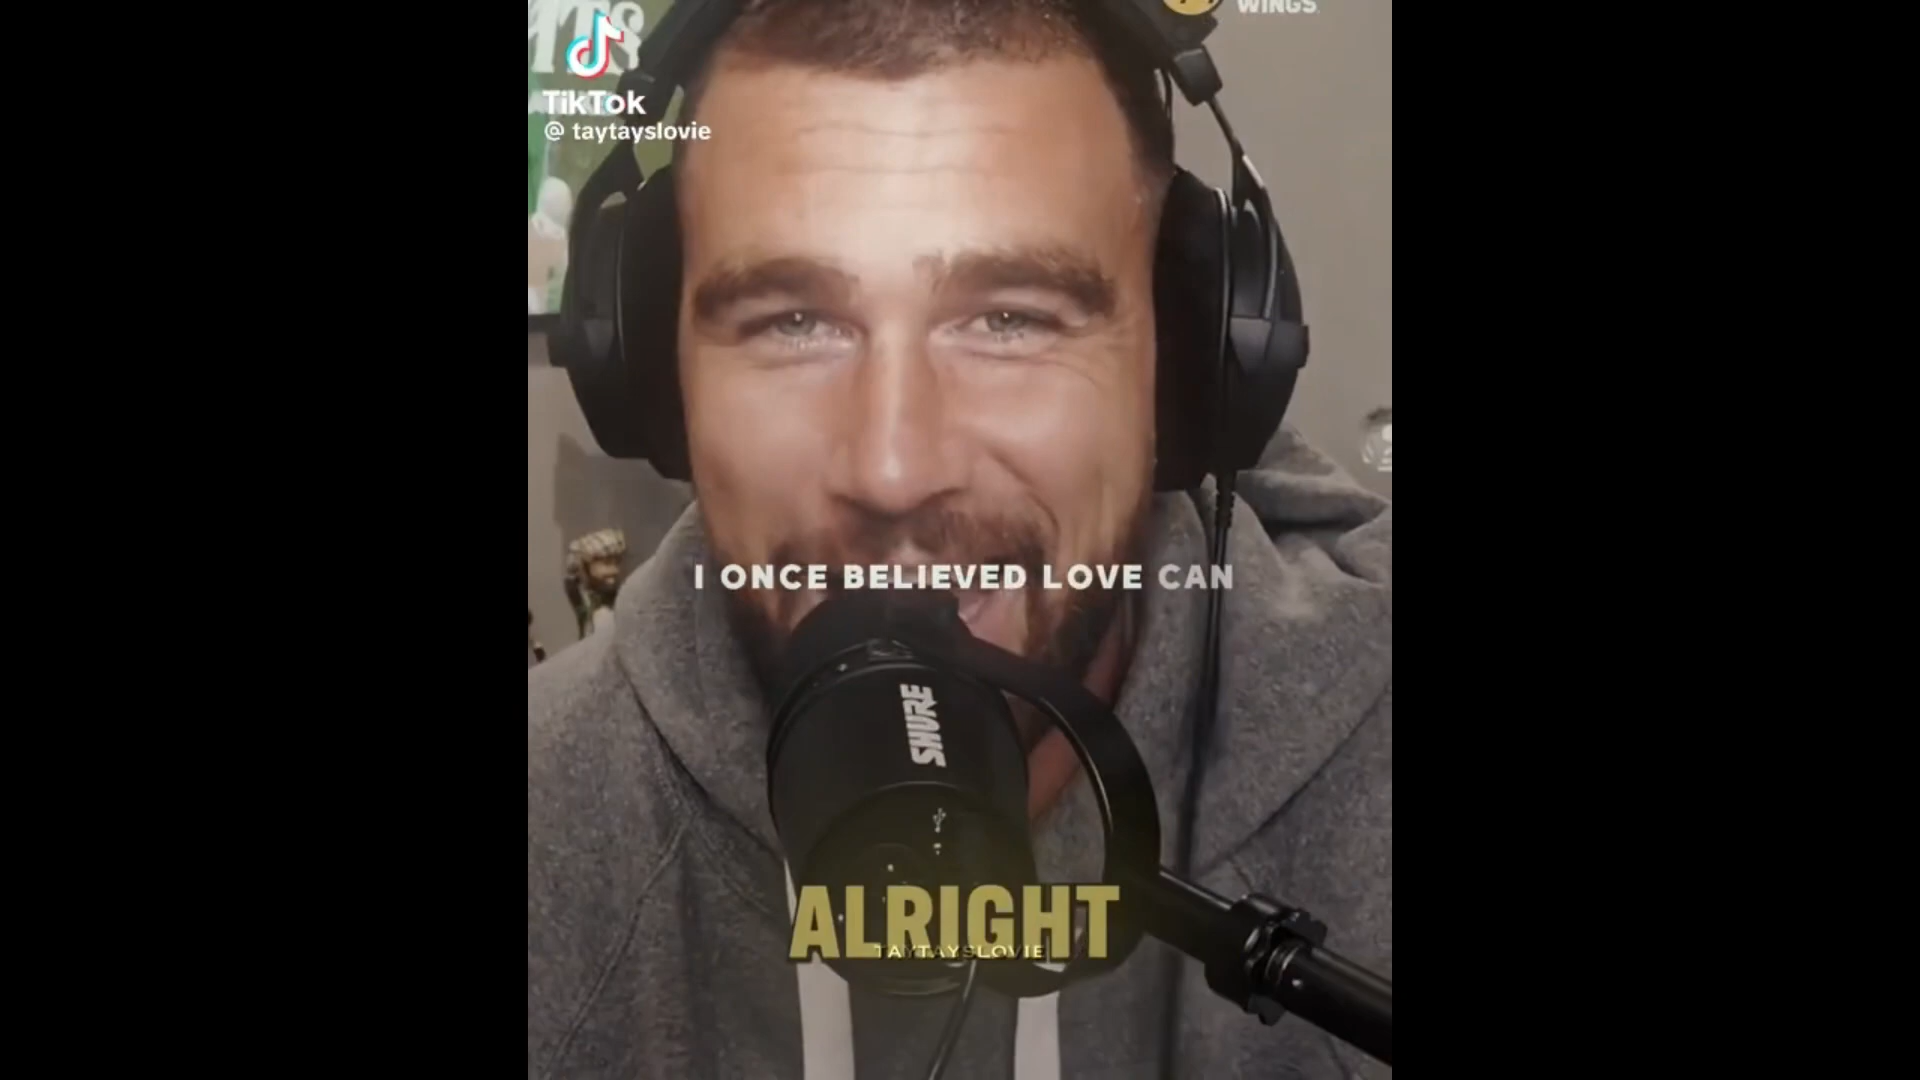 WINGS
TikTok
@ taytayslovie
I ONCE BELIEVED LOVE CAN
SHURE
ALRIGHT
TAYTAYSLOVIE